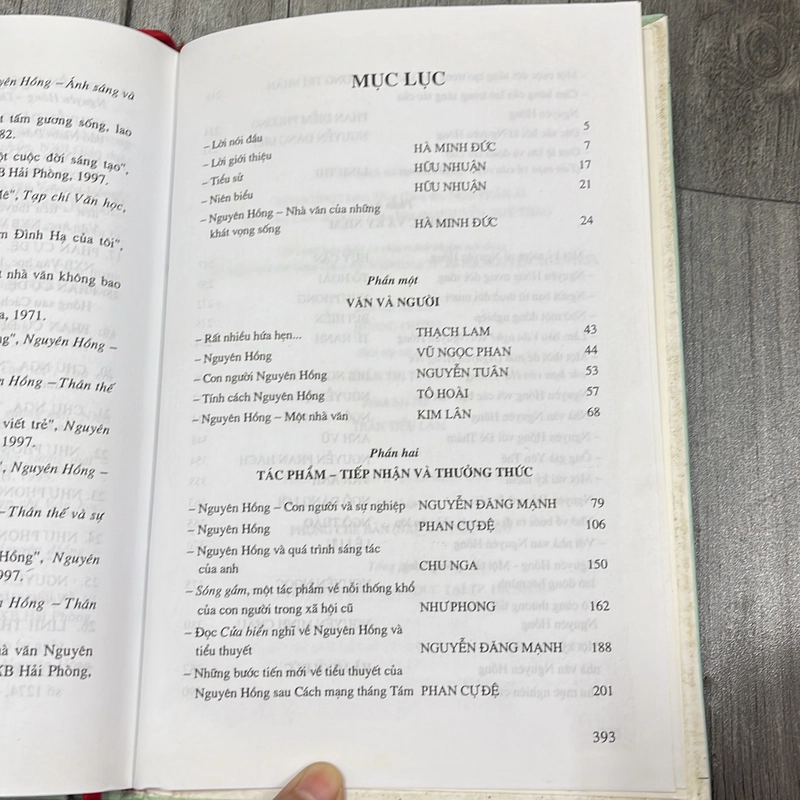 yên Hồng – Ánh sáng và
t tấm gương sống, lao
82.
ột cuộc đời sáng tạo",
B Hải Phòng, 1997.
Mê", Tạp chí Văn học,
m Đình Hạ của tôi",
t nhà văn không bao
a, 1971.
ng", Nguyên Hồng –
n Hồng – Thân thế
viết trẻ", Nguyên
1997.
", Nguyên Hồng –
– Thân thế và sự
Hồng", Nguyên
997.
n Hồng – Thân
hà văn Nguyên
XB Hải Phòng,
MỤC LỤC
– Lời nói đầu 5
– Lời giới thiệu HÀ MINH ĐỨC 7
– Tiểu sử HỮU NHUẬN 17
– Niên biểu HỮU NHUẬN 21
– Nguyên Hồng – Nhà văn của những
khát vọng sống HÀ MINH ĐỨC 24
Phần một
VĂN VÀ NGƯỜI
– Rất nhiều hứa hẹn... THẠCH LAM 43
– Nguyên Hồng VŨ NGỌC PHAN 44
– Con người Nguyên Hồng NGUYỄN TUÂN 53
– Tính cách Nguyên Hồng TÔ HOÀI 57
– Nguyên Hồng – Một nhà văn KIM LÂN 68
Phần hai
TÁC PHẨM – TIẾP NHẬN VÀ THƯỞNG THỨC
– Nguyên Hồng – Con người và sự nghiệp NGUYỄN ĐĂNG MẠNH 79
– Nguyên Hồng PHAN CỰ ĐỆ 106
– Nguyên Hồng và quá trình sáng tác
của anh CHU NGA 150
– Sóng gầm, một tác phẩm về nỗi thống khổ
của con người trong xã hội cũ NHƯ PHONG 162
– Đọc Cửa biển nghĩ về Nguyên Hồng và
tiểu thuyết NGUYỄN ĐĂNG MẠNH 188
– Những bước tiến mới về tiểu thuyết của
Nguyên Hồng sau Cách mạng tháng Tám PHAN CỰ ĐỆ 201
393